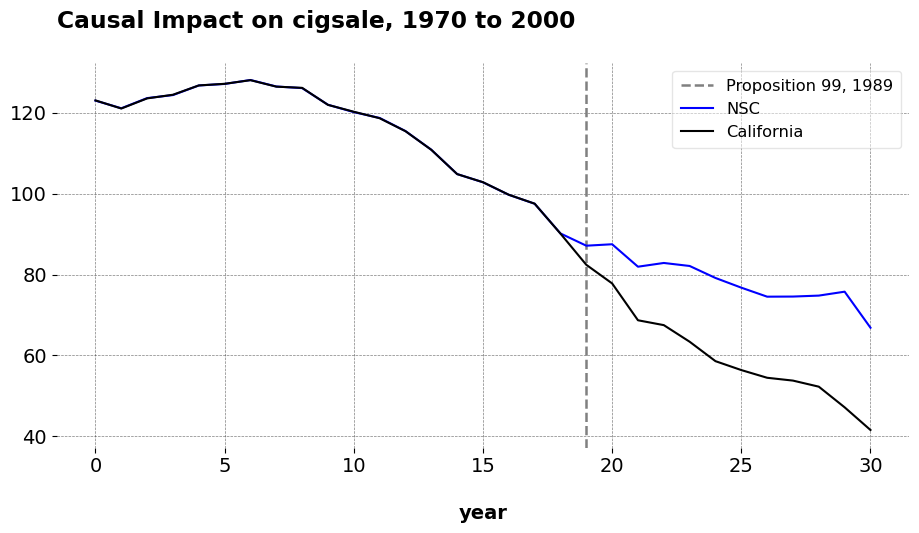 Causal Impact on cigsale, 1970 to 2000
Proposition 99, 1989
NSC
California
120
100
80
60
40
0 5 10 15 20 25 30
year